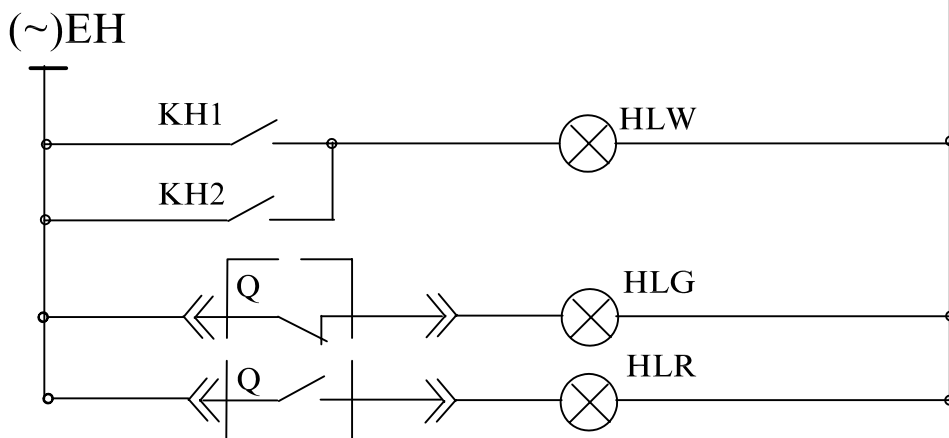 (~)EH
KH1
HLW
KH2
Q
HLG
Q
HLR